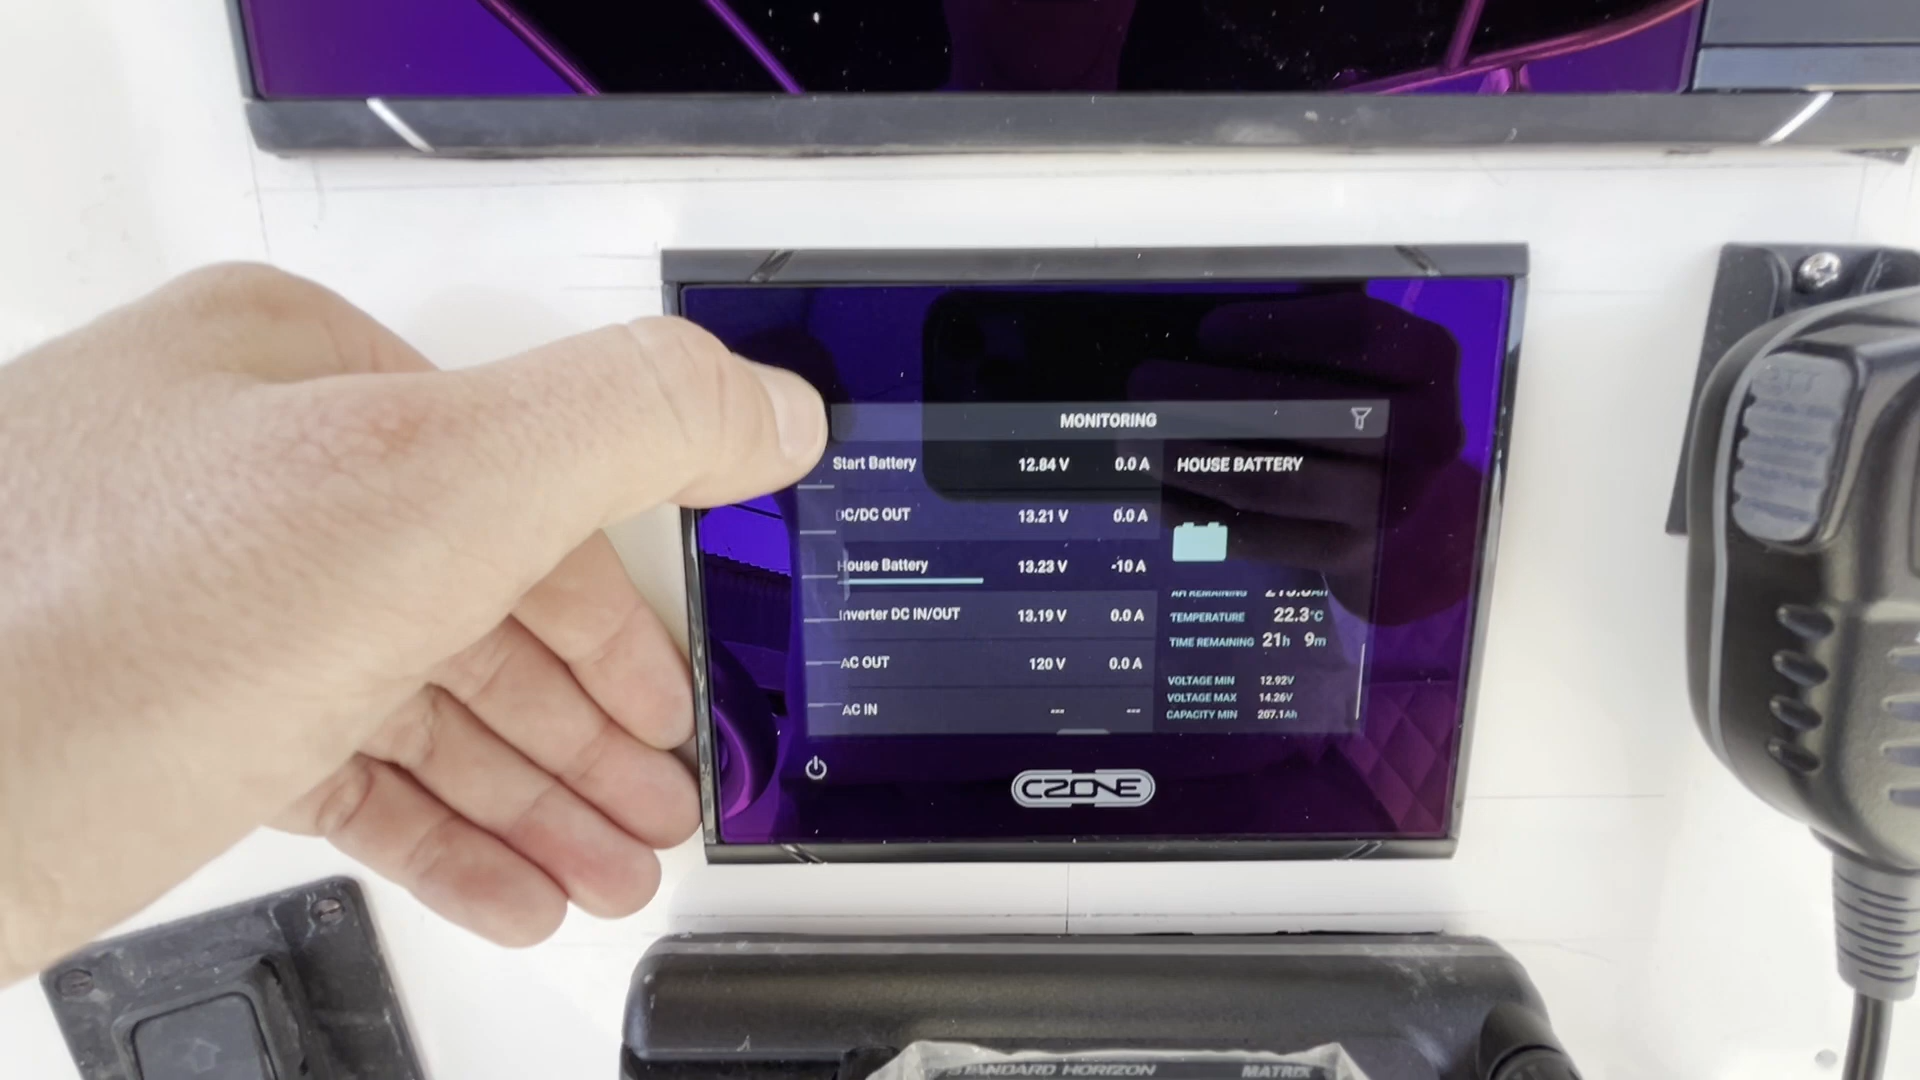 MONITORING
Start Battery 12.84 V 0.0 A
DC/DC OUT 13.21 V 0.0 A
House Battery 13.23 V -10 A
Inverter DC IN/OUT 13.19 V 0.0 A
AC OUT 120 V 0.0 A
AC IN --- ---
HOUSE BATTERY
AH REMAINING
TEMPERATURE 22.3°C
TIME REMAINING 21h 9m
VOLTAGE MIN 12.92V
VOLTAGE MAX 14.26V
CAPACITY MIN 207.1Ah
CZONE
STANDARD HORIZON MATRIX